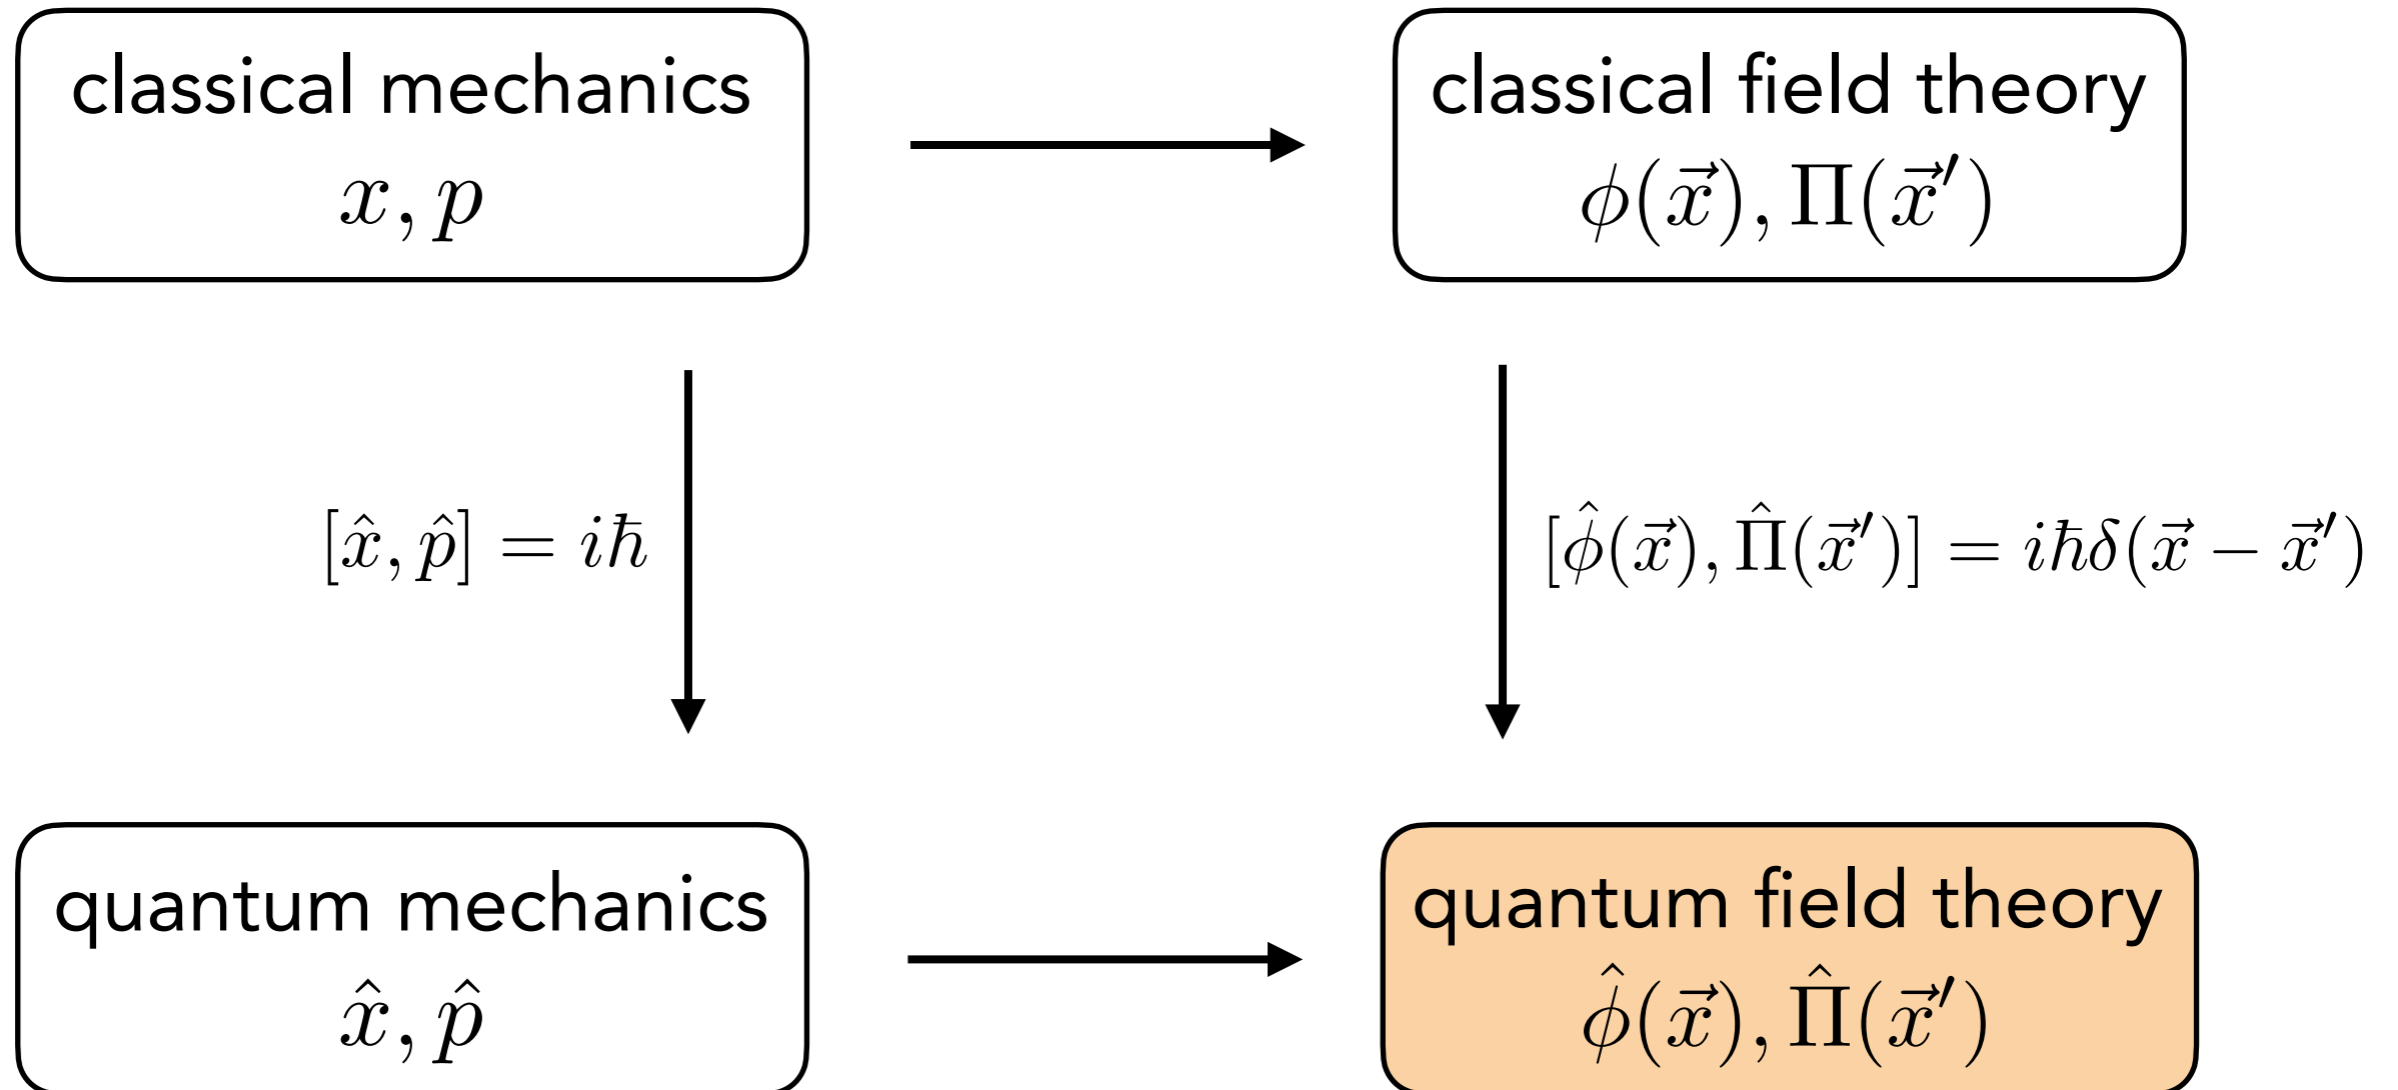 classical mechanics
x, p
classical field theory
ϕ(x⃗), Π(x⃗′)
[x̂, p̂] = iℏ
[ϕ̂(x⃗), Π̂(x⃗′)] = iℏδ(x⃗ − x⃗′)
quantum mechanics
x̂, p̂
quantum field theory
ϕ̂(x⃗), Π̂(x⃗′)